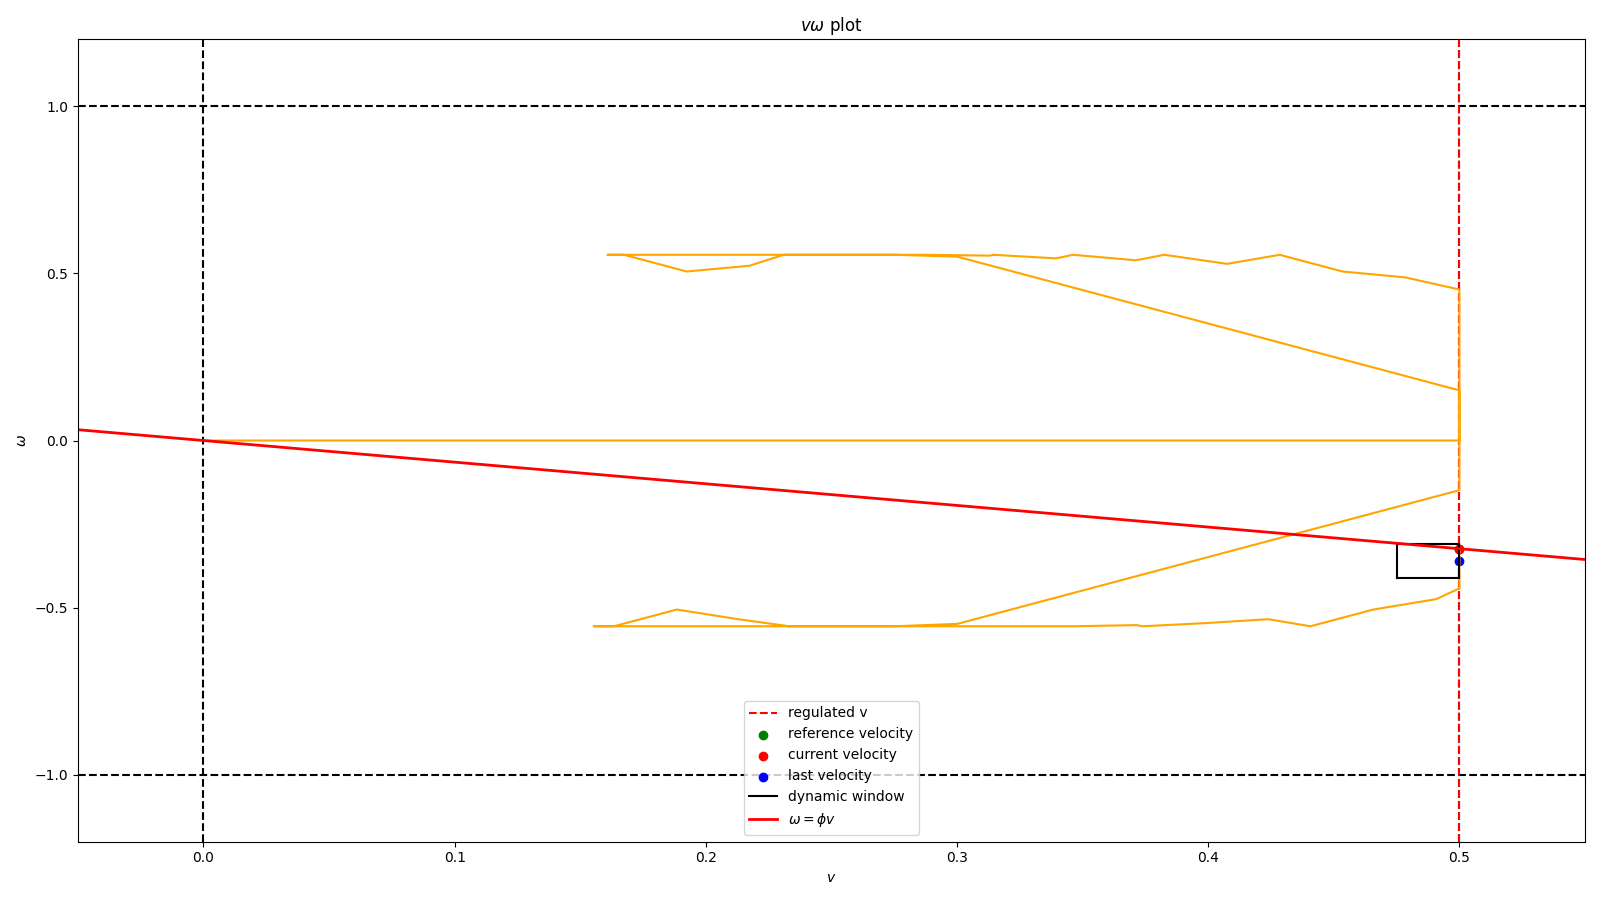 vω plot
1.0
0.5
0.0
−0.5
−1.0
ω
0.0
0.1
0.2
0.3
0.4
0.5
v
regulated v
reference velocity
current velocity
last velocity
dynamic window
ω = ϕv